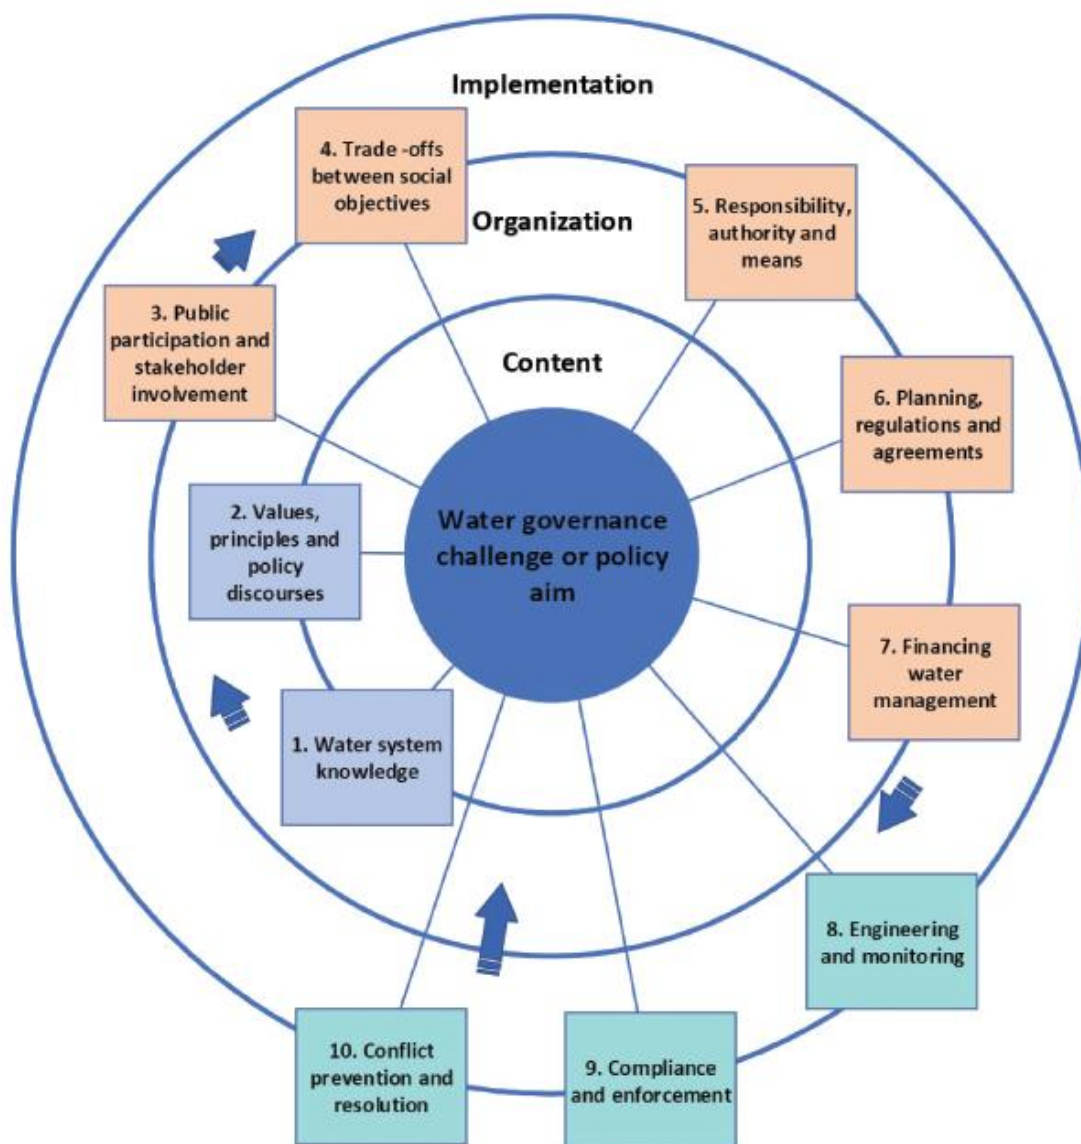 Implementation
4. Trade -offs
between social
objectives
Organization
5. Responsibility,
authority and
means
3. Public
participation and
stakeholder
involvement
Content
6. Planning,
regulations and
agreements
2. Values,
principles and
policy
discourses
Water governance
challenge or policy
aim
7. Financing
water
management
1. Water system
knowledge
8. Engineering
and monitoring
10. Conflict
prevention and
resolution
9. Compliance
and enforcement